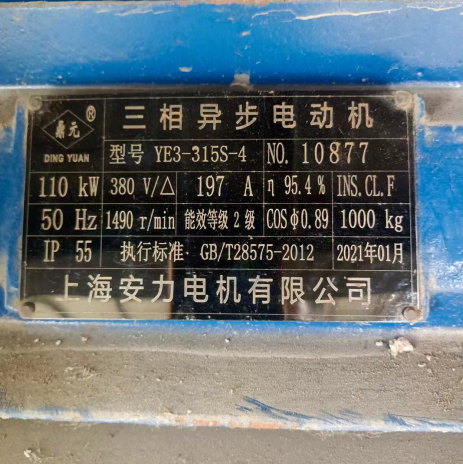 鼎元 ®
DING YUAN
三相异步电动机
型号 YE3-315S-4 NO. 10877
110 kW 380 V/△ 197 A η 95.4% INS.CL.F
50 Hz 1490 r/min 能效等级 2 级 COSΦ0.89 1000 kg
IP 55 执行标准· GB/T28575-2012 2021年01月
上海安力电机有限公司